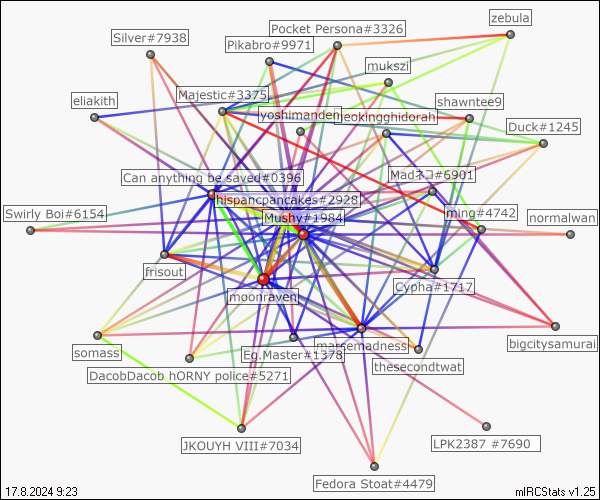 zebula
Pocket Persona#3326
Silver#7938
Pikabro#9971
mukszi
Majestic#3375
eliakith
shawntee9
yoshimanden
jeokingghidorah
Duck#1245
Can anything be saved#0396
Madネコ#6901
hispancpancakes#2928
Swirly Boi#6154
Mushy#1984
ming#4742
normalwan
frisout
Cypha#1717
moonraven
marsemadness
bigcitysamurai
somass
Eg.Master#1378
thesecondtwat
DacobDacob hORNY police#5271
JKOUYH VIII#7034
LPK2387 #7690
Fedora Stoat#4479
17.8.2024 9:23
mIRCStats v1.25